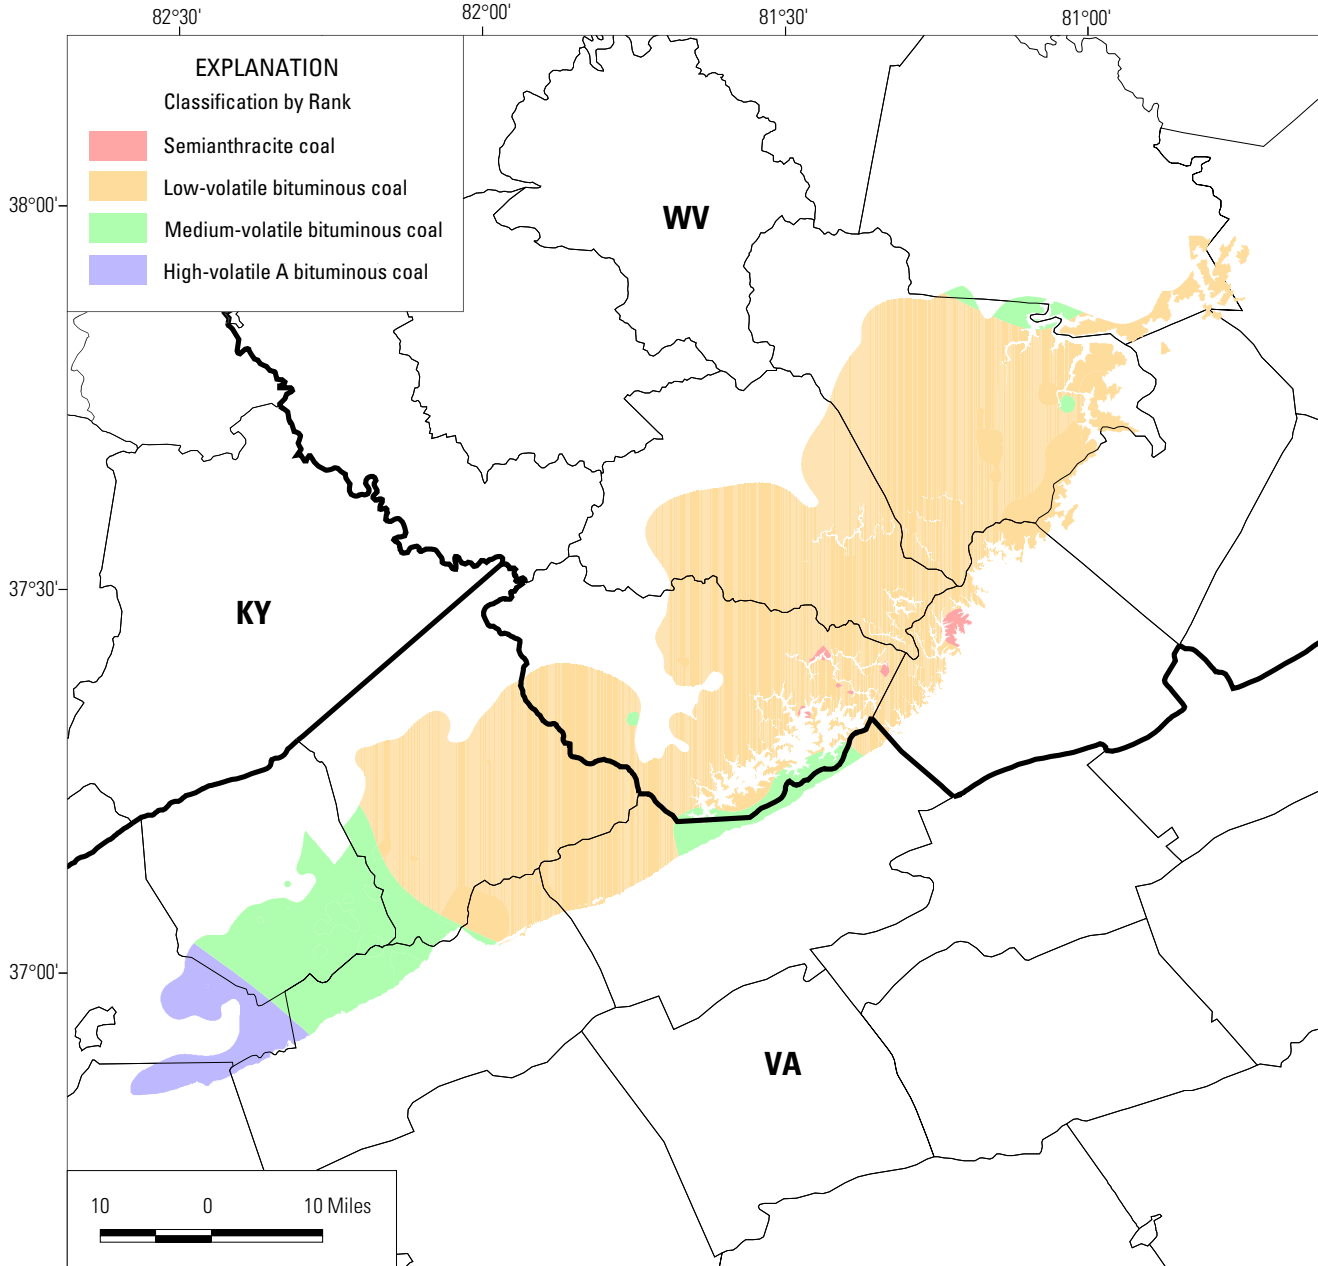 82°30'
82°00'
81°30'
81°00'
EXPLANATION
Classification by Rank
Semianthracite coal
Low-volatile bituminous coal
Medium-volatile bituminous coal
High-volatile A bituminous coal
38°00'
WV
37°30'
KY
37°00'
VA
10 0 10 Miles